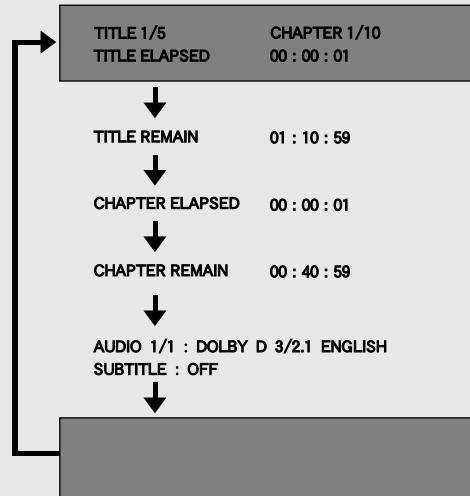 TITLE 1/5 CHAPTER 1/10
TITLE ELAPSED 00 : 00 : 01
TITLE REMAIN 01 : 10 : 59
CHAPTER ELAPSED 00 : 00 : 01
CHAPTER REMAIN 00 : 40 : 59
AUDIO 1/1 : DOLBY D 3/2.1 ENGLISH
SUBTITLE : OFF